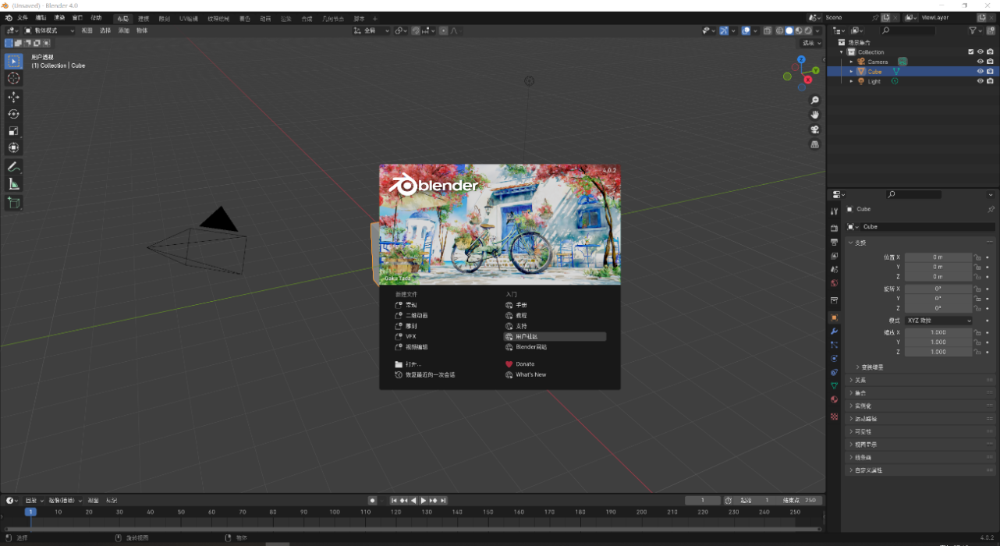 (Unsaved) - Blender 4.0
文件 编辑 渲染 窗口 帮助 布局 建模 雕刻 UV编辑 纹理绘制 着色 动画 渲染 合成 几何节点 脚本 + Scene ViewLayer
物体模式 视图 选择 添加 物体 全局
选项
用户透视
(1) Collection | Cube
场景集合
Collection
Camera
Cube
Light
Z
Y
X
4.0.2
blender
Gaku Tada
新建文件 入门
常规 手册
二维动画 教程
雕刻 支持
VFX 用户社区
视频编辑 Blender网站
打开... Donate
恢复最近的一次会话 What's New
Cube
Cube
变换
位置 X 0 m
Y 0 m
Z 0 m
旋转 X 0°
Y 0°
Z 0°
模式 XYZ 欧拉
缩放 X 1.000
Y 1.000
Z 1.000
变换增量
关系
集合
实例化
运动路径
可见性
视图显示
线条画
自定义属性
回放 抠像(插帧) 视图 标记 1 起始 1 结束点 250
1 10 20 30 40 50 60 70 80 90 100 110 120 130 140 150 160 170 180 190 200 210 220 230 240 250
选择 旋转视图 物体 4.0.2